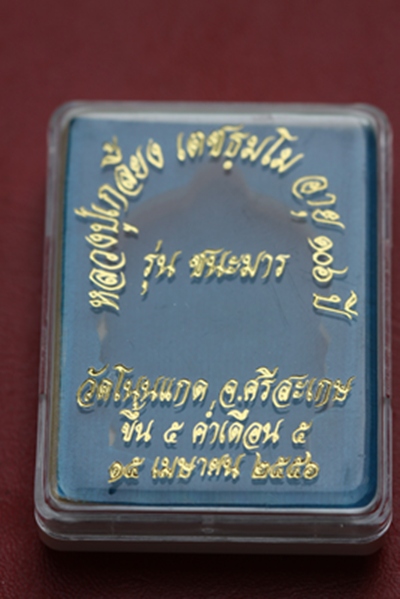 หลวงปู่เกลี้ยง เตชธมฺโม อายุ ๑๐๖ ปี
รุ่น ชนะมาร
วัดโนนแกด อ.ศรีสะเกษ
ขึ้น ๕ ค่ำเดือน ๕
๑๕ เมษายน ๒๕๕๖